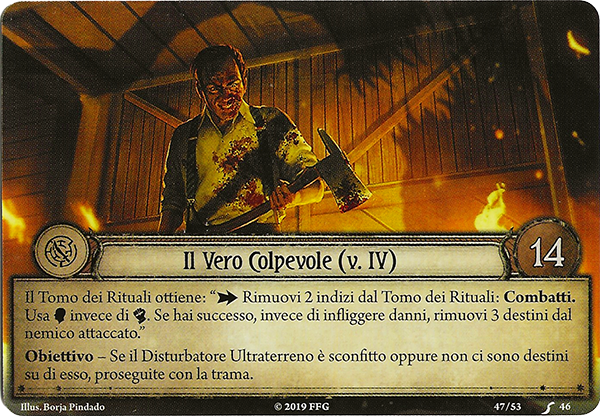 Il Vero Colpevole (v. IV)
14
Il Tomo dei Rituali ottiene: “ Rimuovi 2 indizi dal Tomo dei Rituali: Combatti.
Usa invece di . Se hai successo, invece di infliggere danni, rimuovi 3 destini dal
nemico attaccato.”
Obiettivo – Se il Disturbatore Ultraterreno è sconfitto oppure non ci sono destini
su di esso, proseguite con la trama.
Illus. Borja Pindado
© 2019 FFG
47/53
46